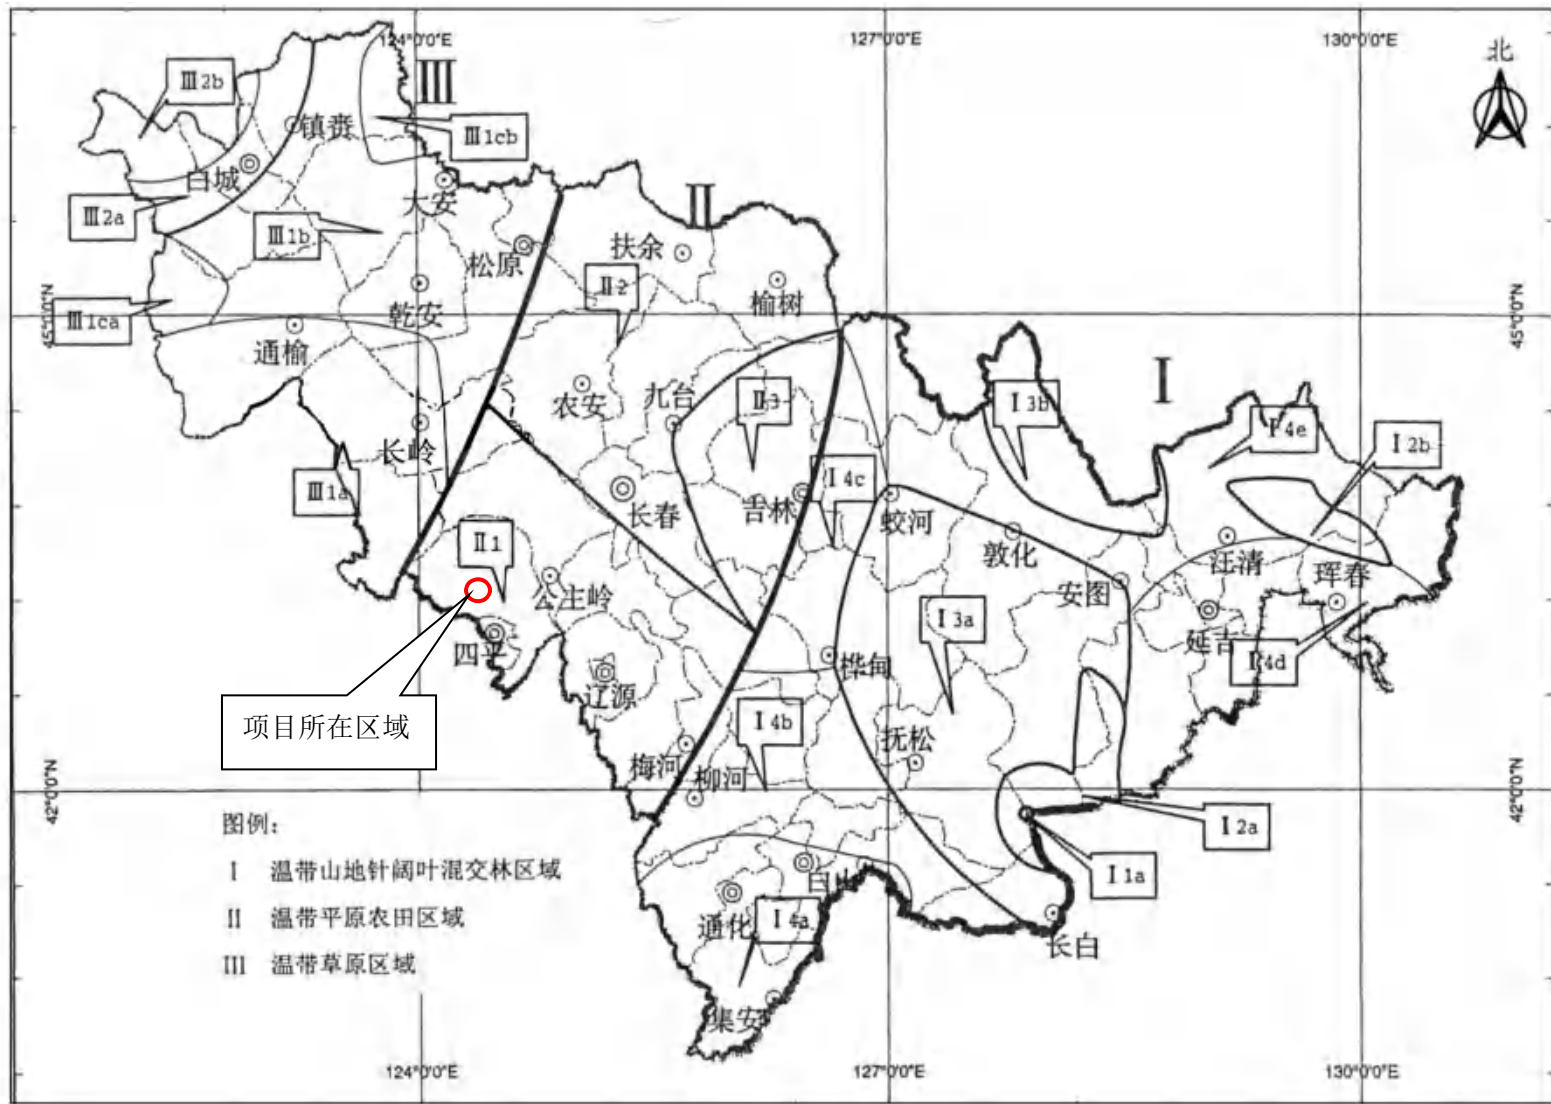 124°0'0"E
127°0'0"E
130°0'0"E
北
III
III2b
镇赉
III1cb
白城
大安
II
III2a
III1b
松原
扶余
II2
榆树
乾安
III1ca
45°0'0"N
45°0'0"N
通榆
I
农安
九台
II3
I3b
I4e
I2b
长岭
III1a
长春
吉林
I4c
蛟河
敦化
汪清
珲春
II1
公主岭
安图
四平
I3a
延吉
I4d
桦甸
辽源
项目所在区域
I4b
抚松
梅河
柳河
42°0'0"N
42°0'0"N
I2a
图例：
I 温带山地针阔叶混交林区域
白山
I1a
II 温带平原农田区域
通化
I4a
长白
III 温带草原区域
集安
124°0'0"E
127°0'0"E
130°0'0"E